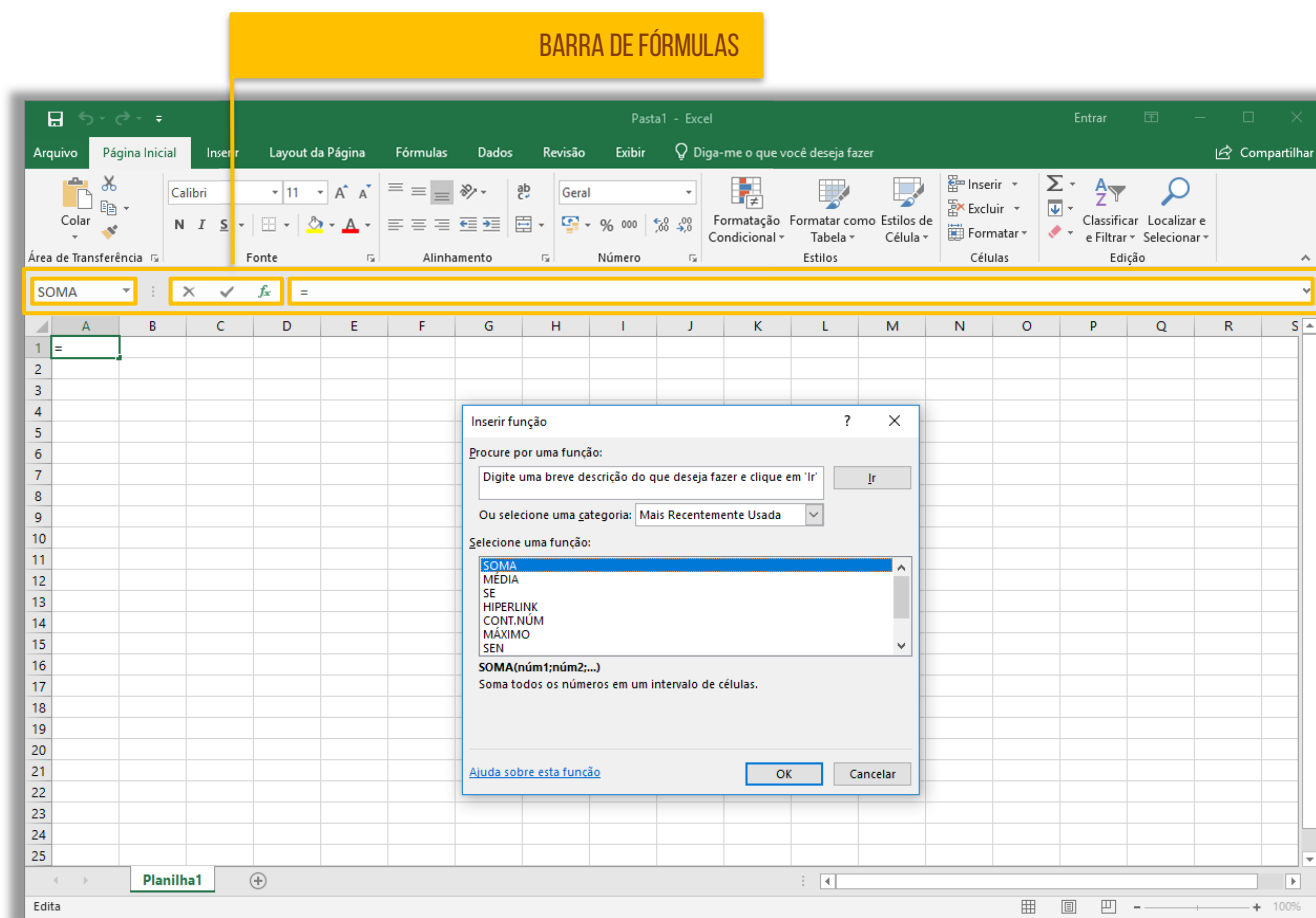 BARRA DE FÓRMULAS
Pasta1 - Excel
Entrar
Arquivo Página Inicial Inserir Layout da Página Fórmulas Dados Revisão Exibir Diga-me o que você deseja fazer Compartilhar
Colar
Calibri 11 A A
N I S A
ab
Geral
% 000
Formatação Condicional
Formatar como Tabela
Estilos de Célula
Inserir
Excluir
Formatar
Classificar e Filtrar
Localizar e Selecionar
Área de Transferência Fonte Alinhamento Número Estilos Células Edição
SOMA fx =
A B C D E F G H I J K L M N O P Q R S
1 =
2
3
4
5
6
7
8
9
10
11
12
13
14
15
16
17
18
19
20
21
22
23
24
25
Inserir função ?
Procure por uma função:
Digite uma breve descrição do que deseja fazer e clique em 'Ir'
Ir
Ou selecione uma categoria: Mais Recentemente Usada
Selecione uma função:
SOMA
MÉDIA
SE
HIPERLINK
CONT.NÚM
MÁXIMO
SEN
SOMA(núm1;núm2;...)
Soma todos os números em um intervalo de células.
Ajuda sobre esta função
OK Cancelar
Planilha1
Edita
100%